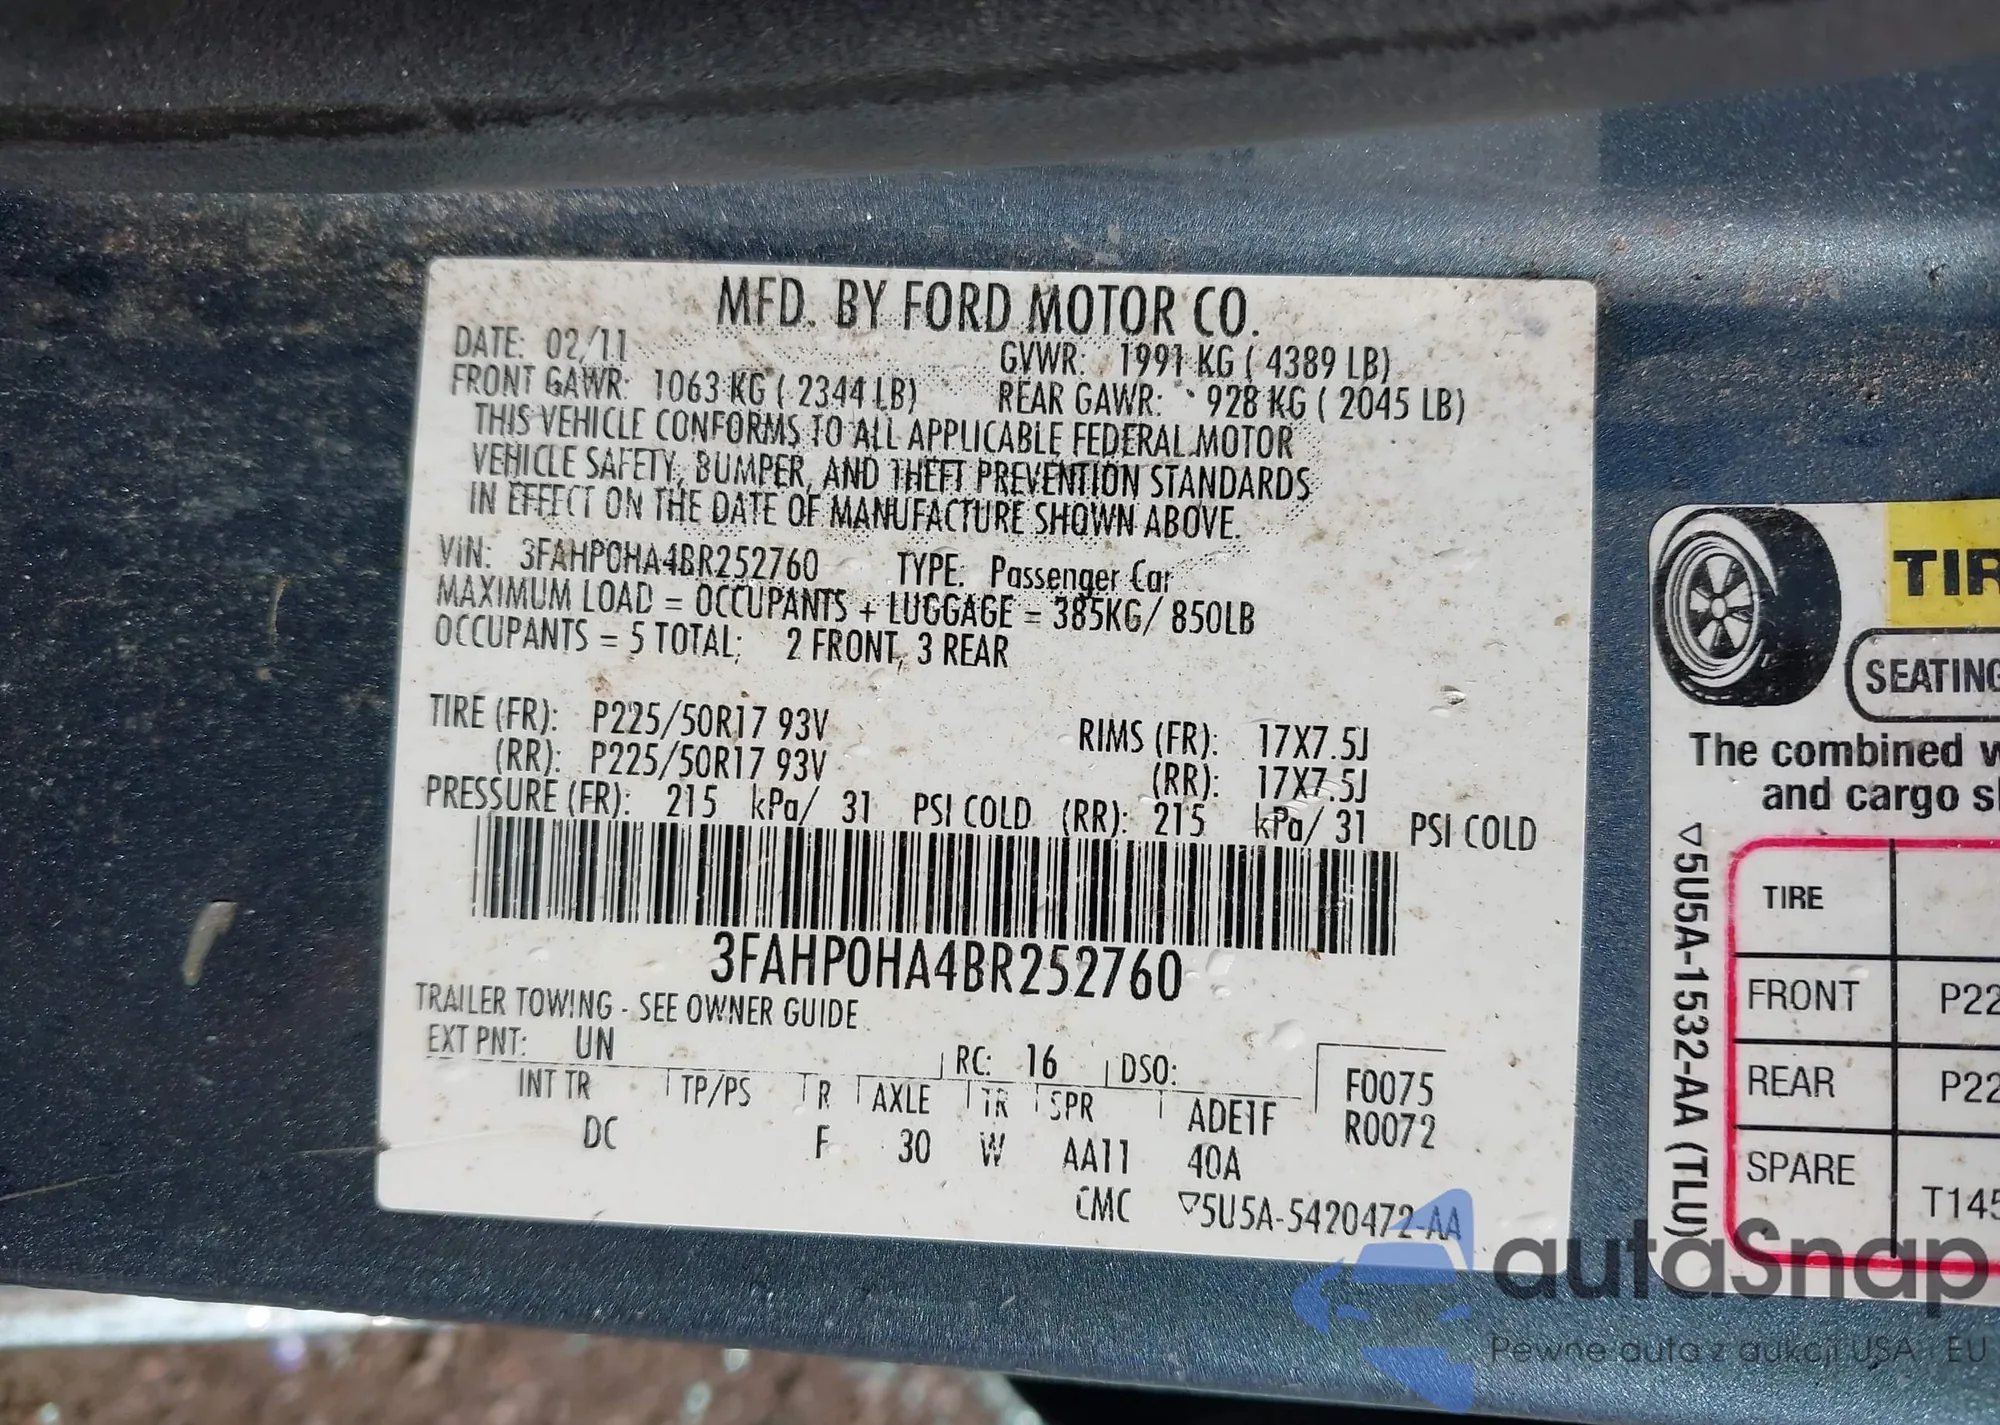 MFD. BY FORD MOTOR CO.
DATE: 02/11 GVWR: 1991 KG ( 4389 LB)
FRONT GAWR: 1063 KG ( 2344 LB) REAR GAWR: 928 KG ( 2045 LB)
THIS VEHICLE CONFORMS TO ALL APPLICABLE FEDERAL MOTOR
VEHICLE SAFETY, BUMPER, AND THEFT PREVENTION STANDARDS
IN EFFECT ON THE DATE OF MANUFACTURE SHOWN ABOVE.
VIN: 3FAHP0HA4BR252760 TYPE: Passenger Car
MAXIMUM LOAD = OCCUPANTS + LUGGAGE = 385KG/ 850LB
OCCUPANTS = 5 TOTAL; 2 FRONT, 3 REAR
TIRE (FR): P225/50R17 93V RIMS (FR): 17X7.5J
(RR): P225/50R17 93V (RR): 17X7.5J
PRESSURE (FR): 215 kPa/ 31 PSI COLD (RR): 215 kPa/ 31 PSI COLD
3FAHP0HA4BR252760
TRAILER TOWING - SEE OWNER GUIDE
EXT PNT: UN RC: 16 DSO: F0075
INT TR TP/PS R AXLE TR SPR ADE1F R0072
DC F 30 W AA11 40A
CMC ▽5U5A-5420472-AA
TIR
SEATING
The combined w
and cargo sh
▽5U5A-1532-AA (TLU)
TIRE
FRONT P22
REAR P22
SPARE T145
autaSnap
Pewne auta z aukcji USA i EU